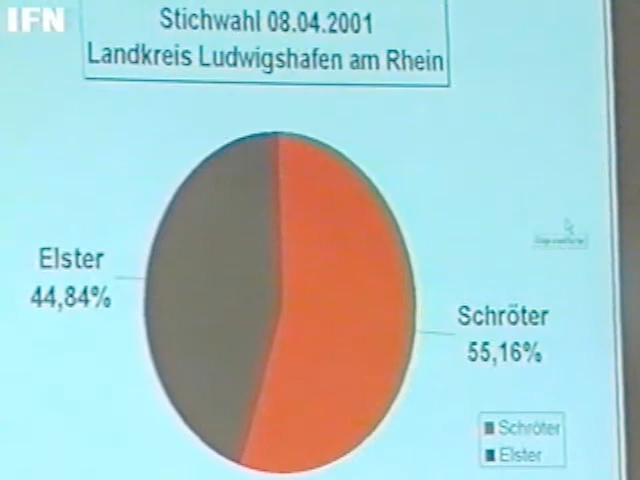 IFN
Stichwahl 08.04.2001
Landkreis Ludwigshafen am Rhein
Elster
44,84%
Schröter
55,16%
Schröter
Elster